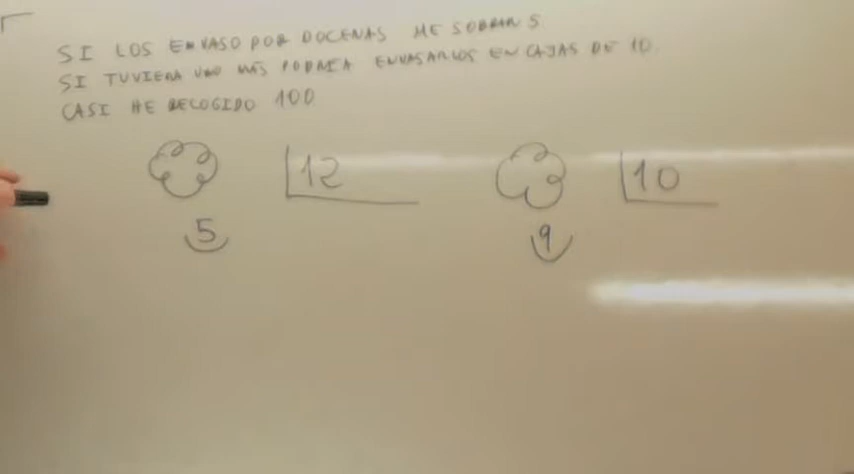 SI LOS ENVASO POR DOCENAS ME SOBRAN 5
SI TUVIERA UNO MÁS PODRÍA ENVASARLOS EN CAJAS DE 10.
CASI HE RECOGIDO 100
12 10
5 9